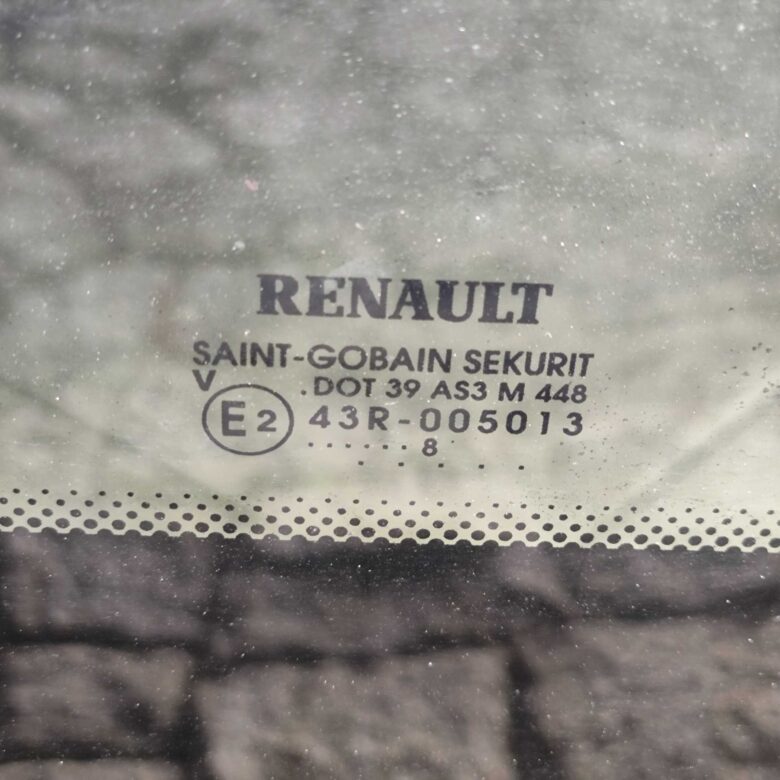 RENAULT
SAINT-GOBAIN SEKURIT
V .DOT 39 AS3 M 448
E2 43R-005013
. . . . . . 8 . .
. . . . .